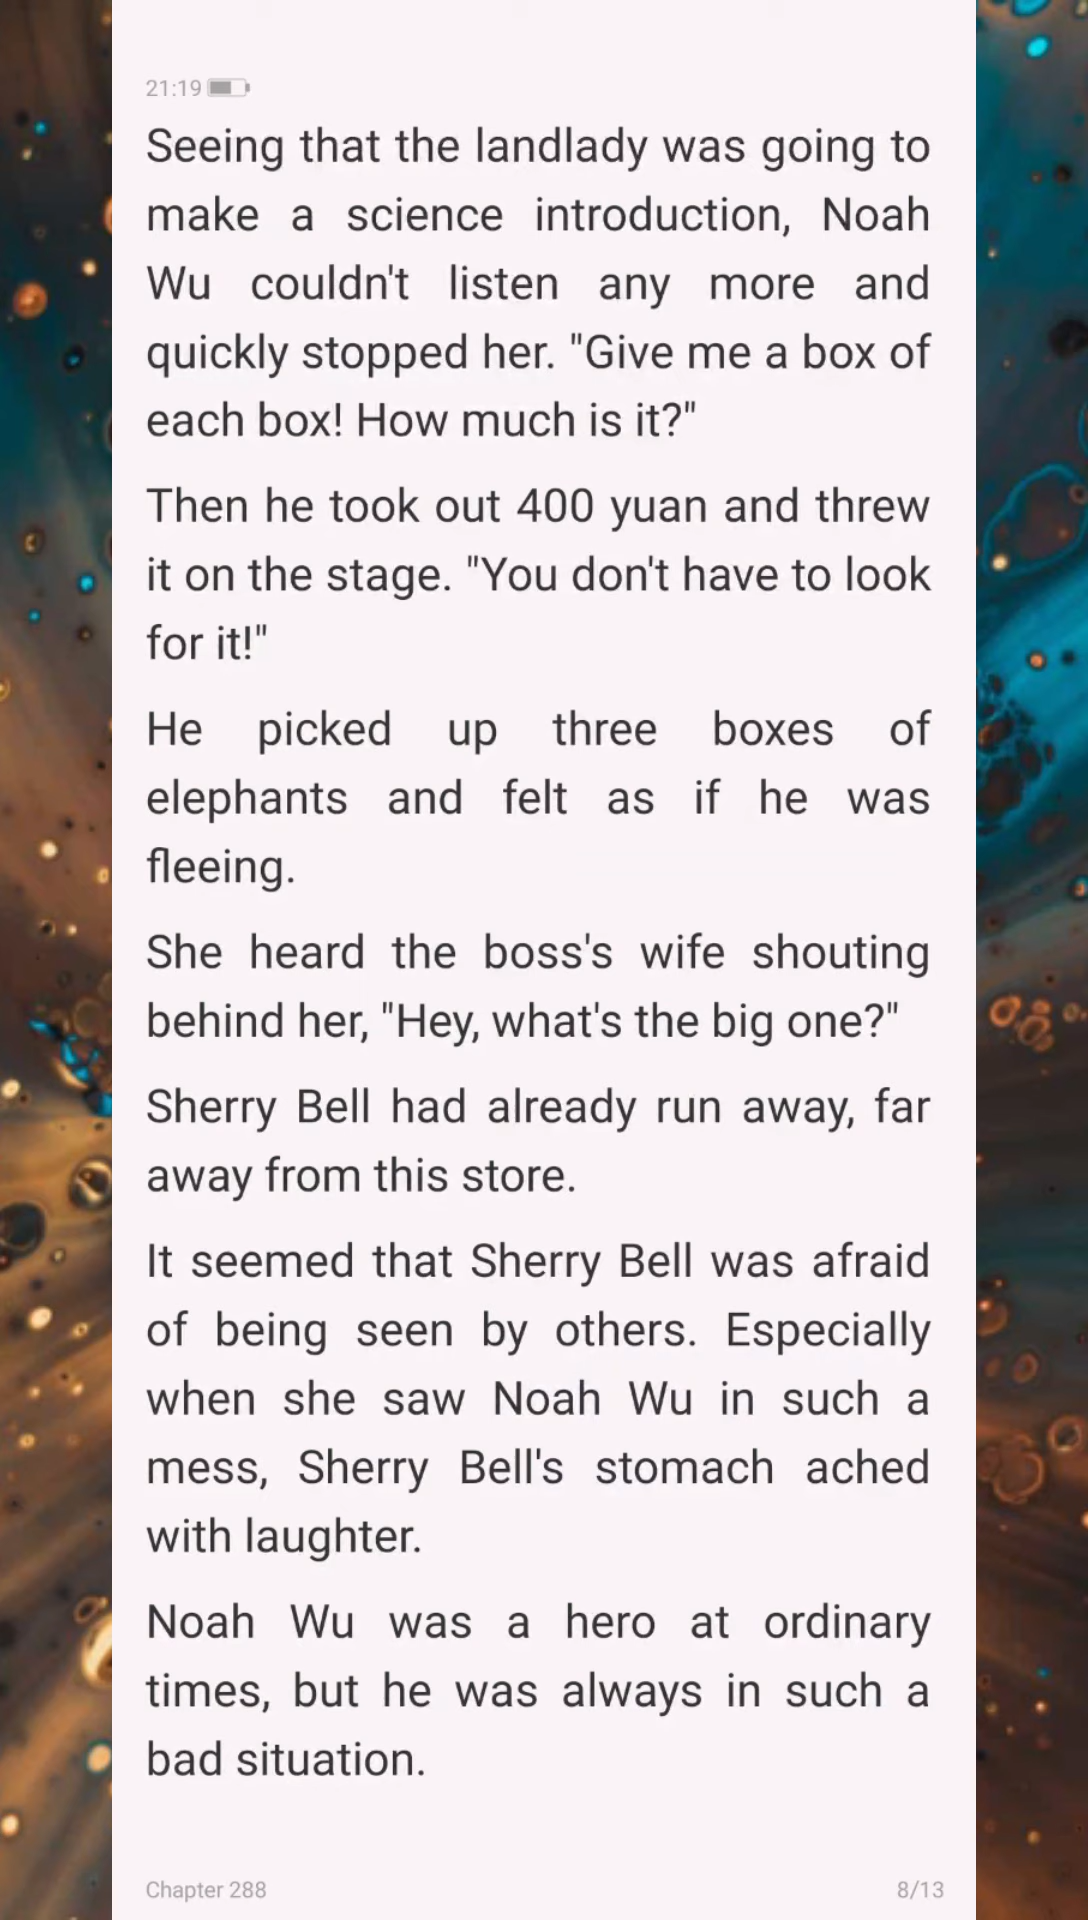 21:19
Seeing that the landlady was going to
make a science introduction, Noah
Wu couldn't listen any more and
quickly stopped her. "Give me a box of
each box! How much is it?"
Then he took out 400 yuan and threw
it on the stage. "You don't have to look
for it!"
He picked up three boxes of
elephants and felt as if he was
fleeing.
She heard the boss's wife shouting
behind her, "Hey, what's the big one?"
Sherry Bell had already run away, far
away from this store.
It seemed that Sherry Bell was afraid
of being seen by others. Especially
when she saw Noah Wu in such a
mess, Sherry Bell's stomach ached
with laughter.
Noah Wu was a hero at ordinary
times, but he was always in such a
bad situation.
Chapter 288 8/13